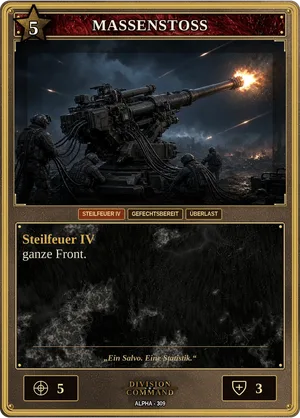 5
MASSENSTOSS
STEILFEUER IV
GEFECHTSBEREIT
ÜBERLAST
Steilfeuer IV
ganze Front.
„Ein Salvo. Eine Statistik.“
5
DIVISION
COMMAND
ALPHA - 309
3